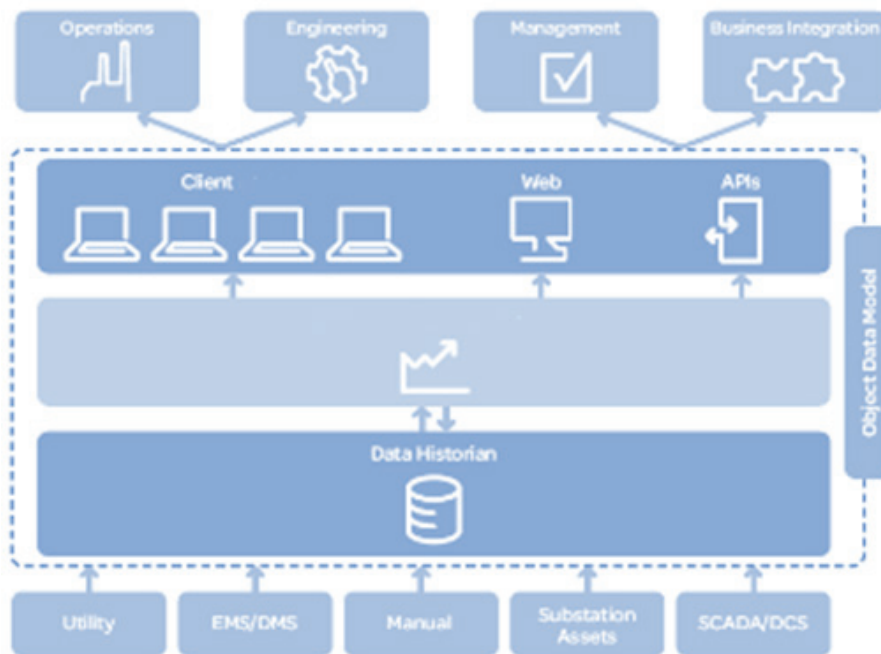 Operations
Engineering
Management
Business Integration
Client
Web
APIs
Object Data Model
Data Historian
Utility
EMS/DMS
Manual
Substation
Assets
SCADA/DCS